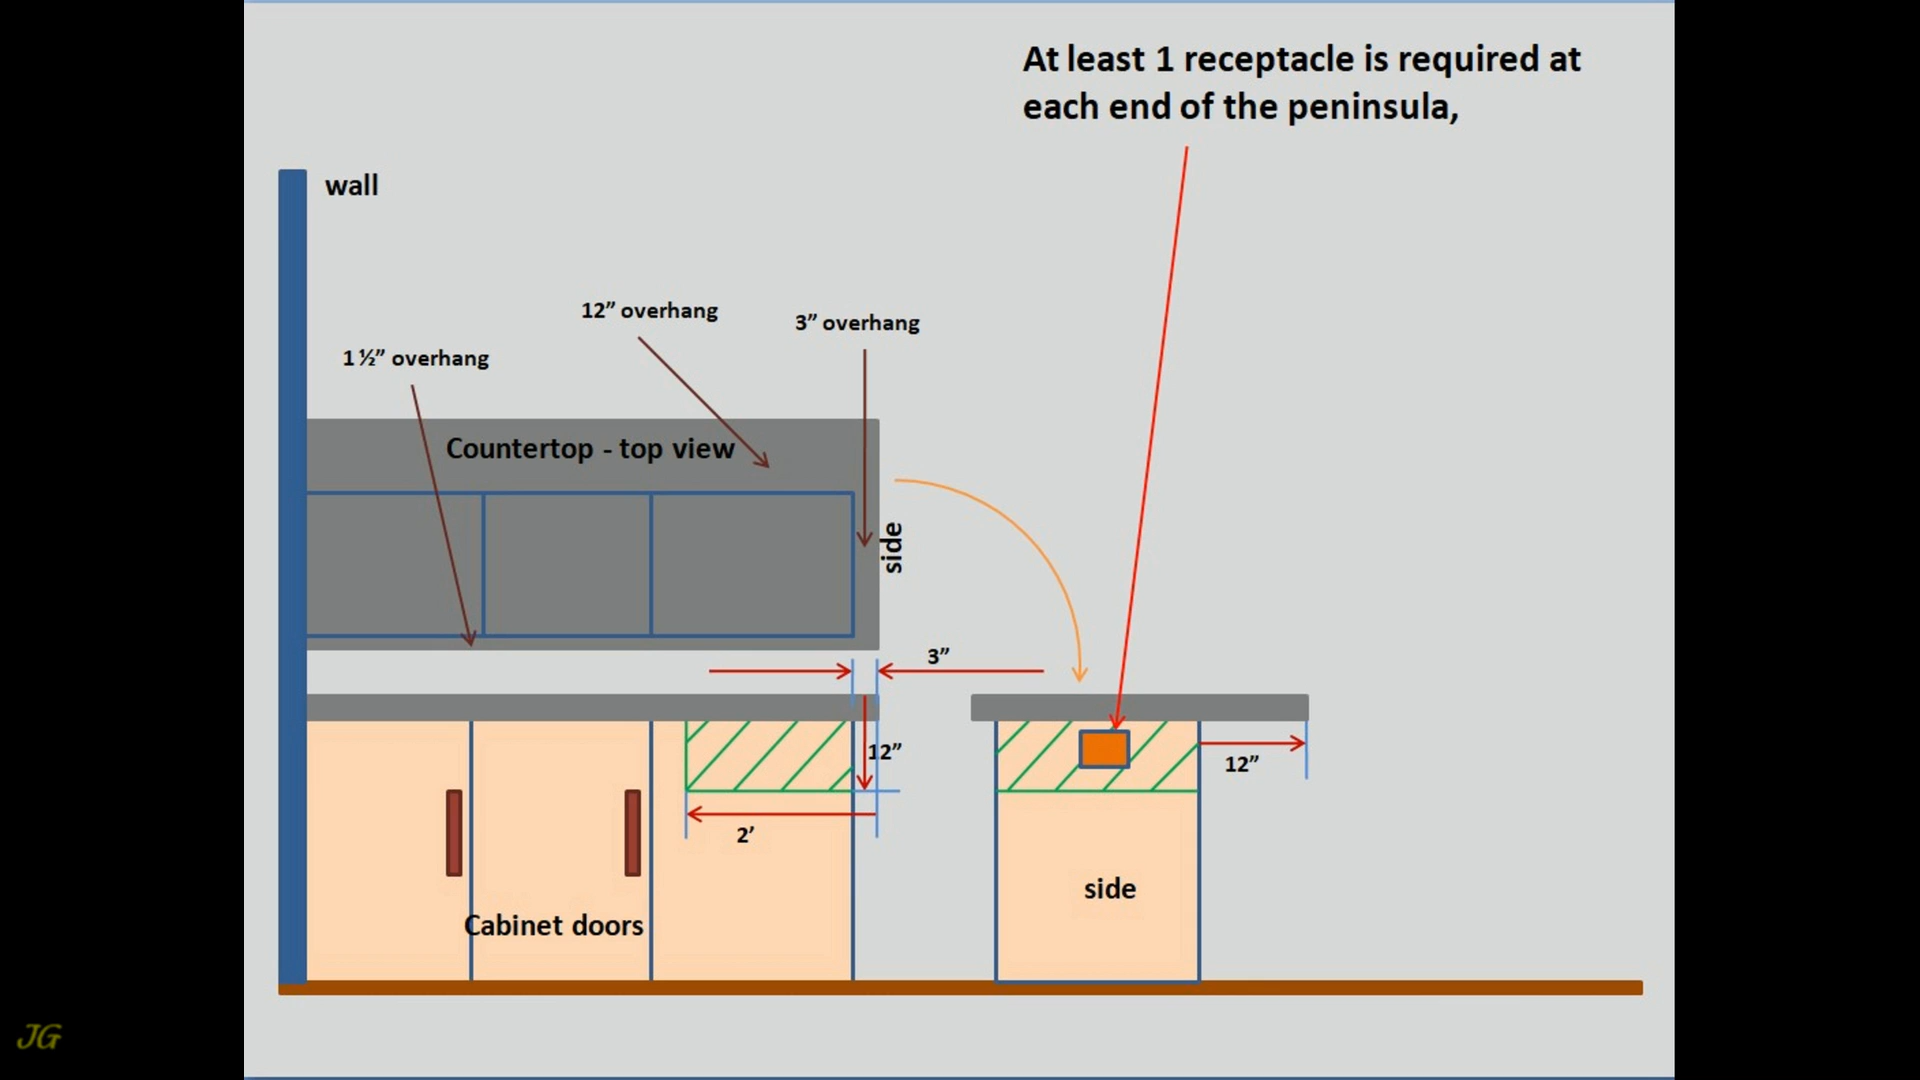 At least 1 receptacle is required at
each end of the peninsula,
wall
12” overhang
3” overhang
1 ½” overhang
Countertop - top view
side
3”
12”
12”
2’
side
Cabinet doors
JG